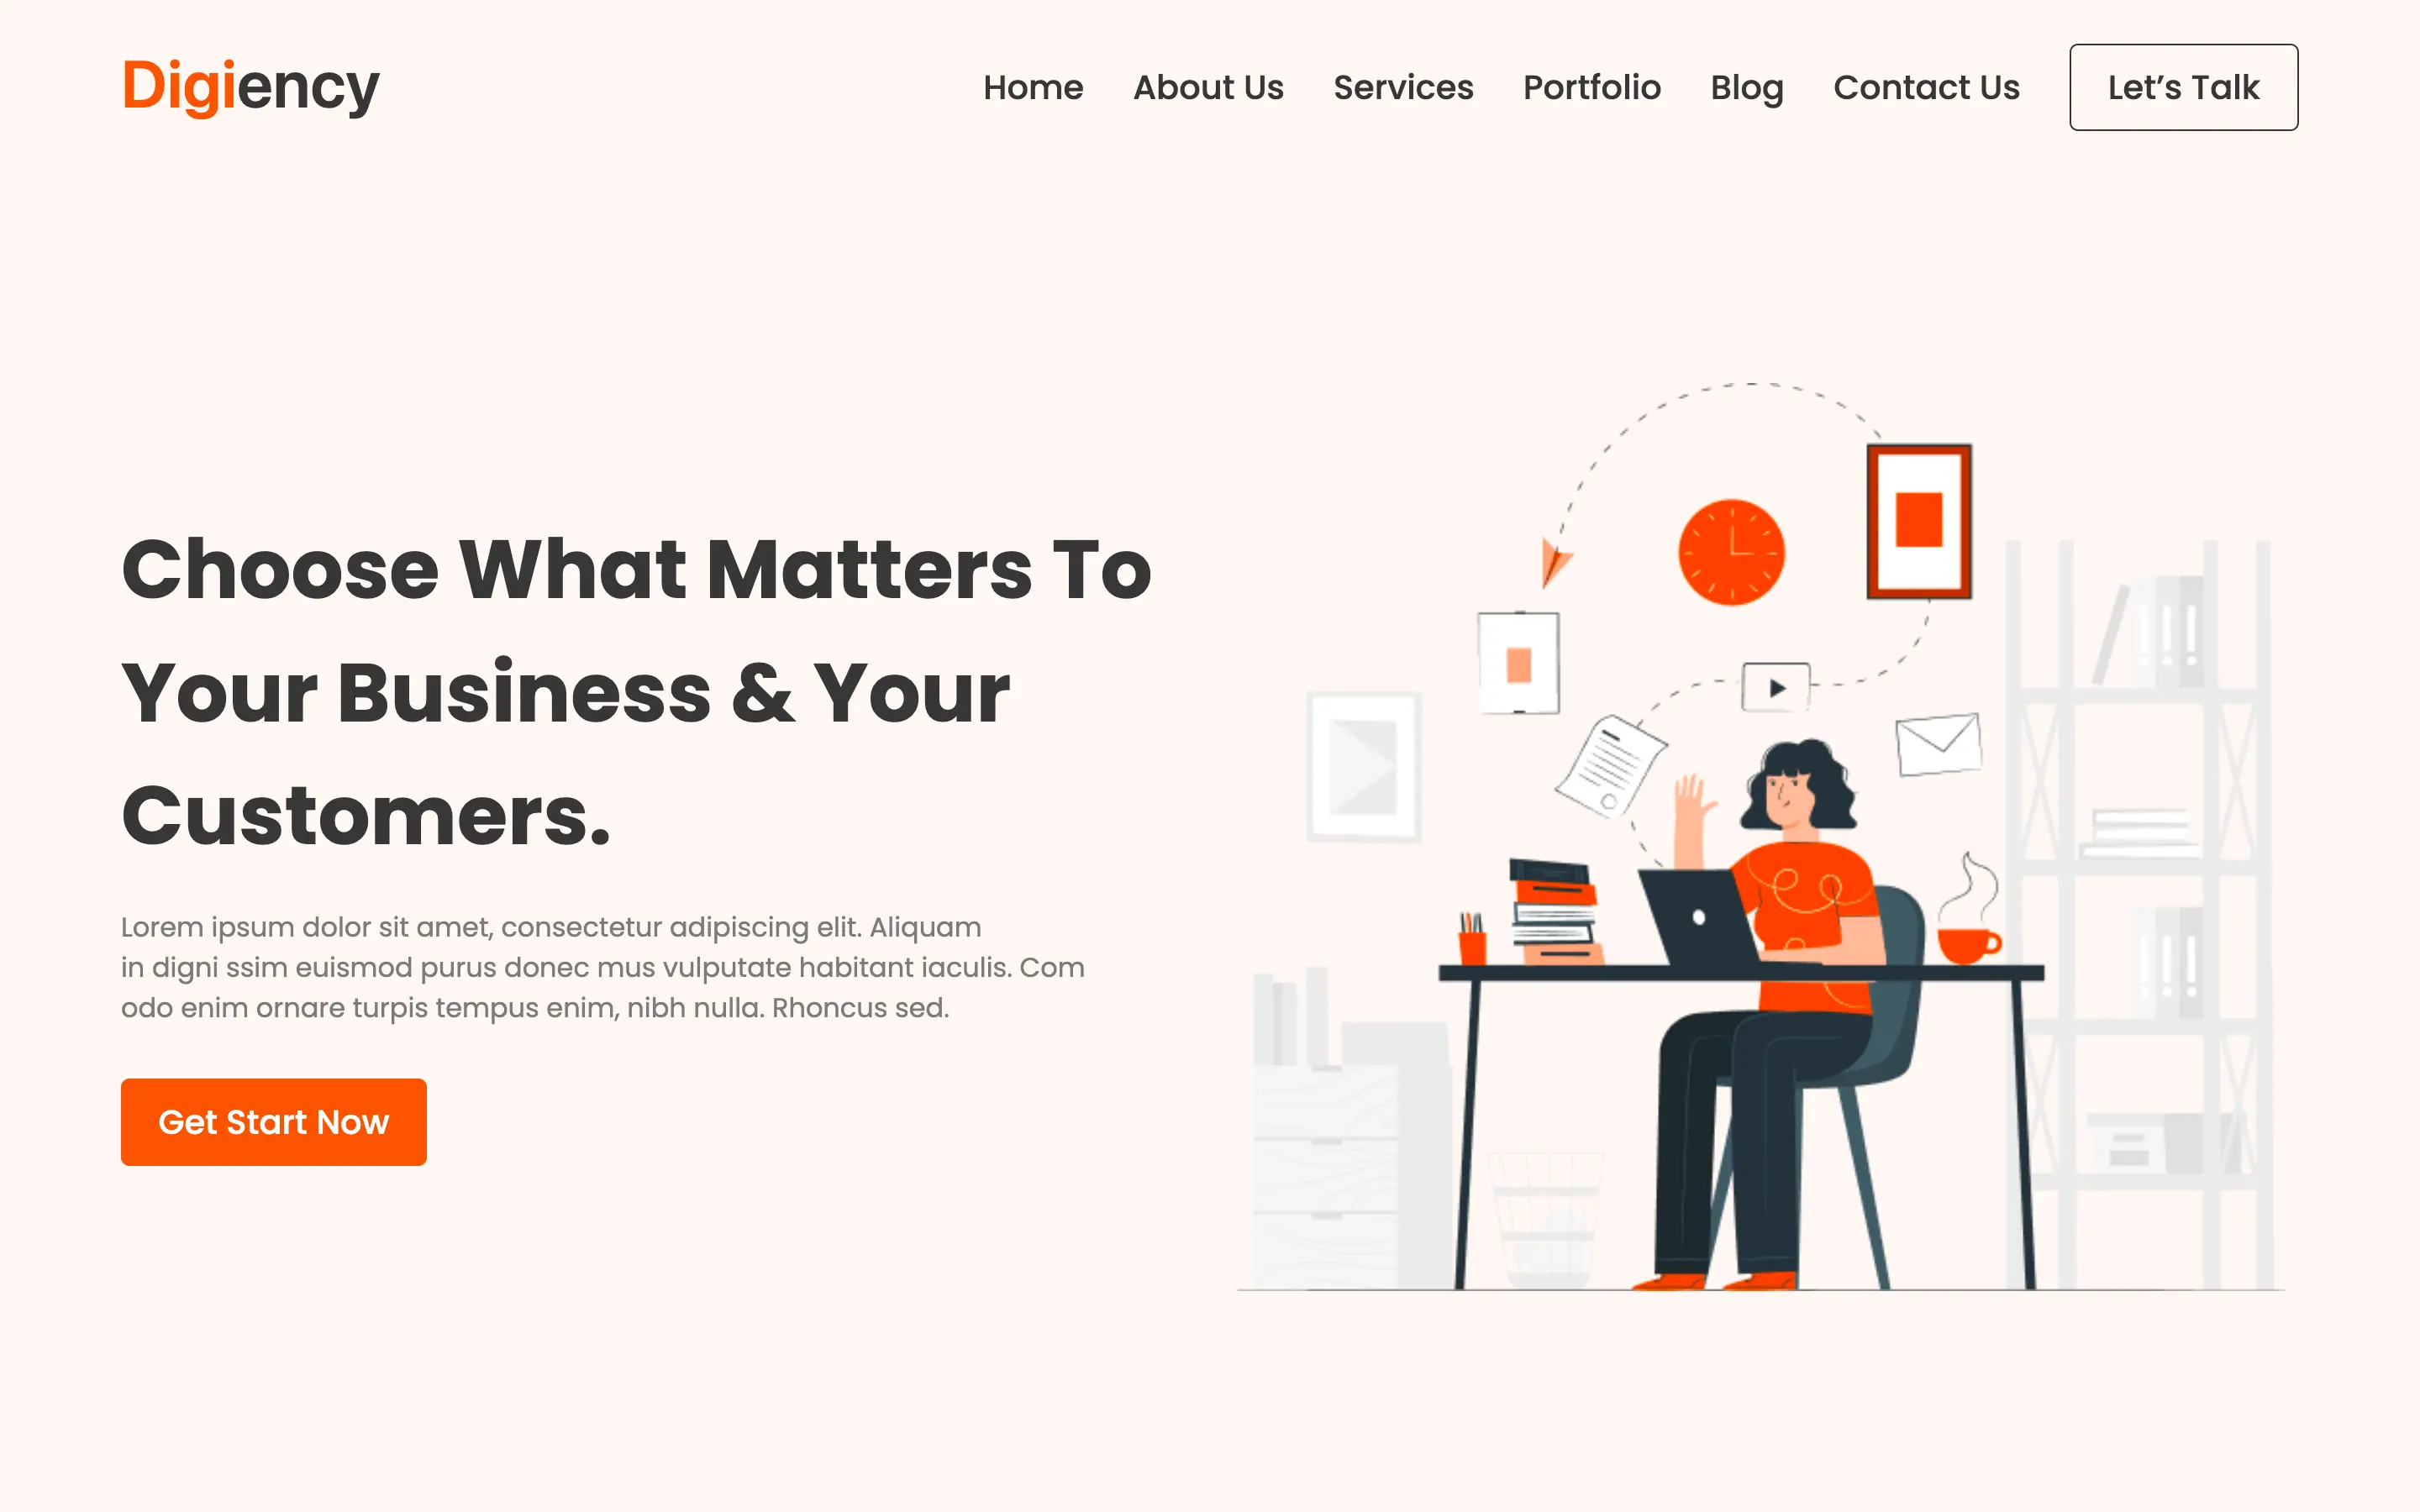 Digiency
Home About Us Services Portfolio Blog Contact Us Let’s Talk
Choose What Matters To
Your Business & Your
Customers.
Lorem ipsum dolor sit amet, consectetur adipiscing elit. Aliquam
in digni ssim euismod purus donec mus vulputate habitant iaculis. Com
odo enim ornare turpis tempus enim, nibh nulla. Rhoncus sed.
Get Start Now